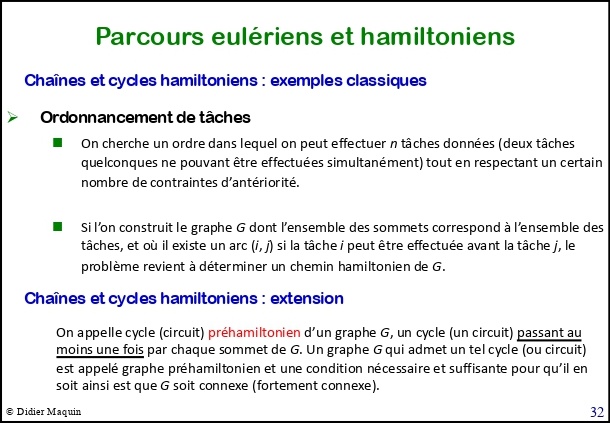 Parcours eulériens et hamiltoniens
Chaînes et cycles hamiltoniens : exemples classiques
Ordonnancement de tâches
On cherche un ordre dans lequel on peut effectuer n tâches données (deux tâches
quelconques ne pouvant être effectuées simultanément) tout en respectant un certain
nombre de contraintes d’antériorité.
Si l’on construit le graphe G dont l’ensemble des sommets correspond à l’ensemble des
tâches, et où il existe un arc (i, j) si la tâche i peut être effectuée avant la tâche j, le
problème revient à déterminer un chemin hamiltonien de G.
Chaînes et cycles hamiltoniens : extension
On appelle cycle (circuit) préhamiltonien d’un graphe G, un cycle (un circuit) passant au
moins une fois par chaque sommet de G. Un graphe G qui admet un tel cycle (ou circuit)
est appelé graphe préhamiltonien et une condition nécessaire et suffisante pour qu’il en
soit ainsi est que G soit connexe (fortement connexe).
© Didier Maquin
32